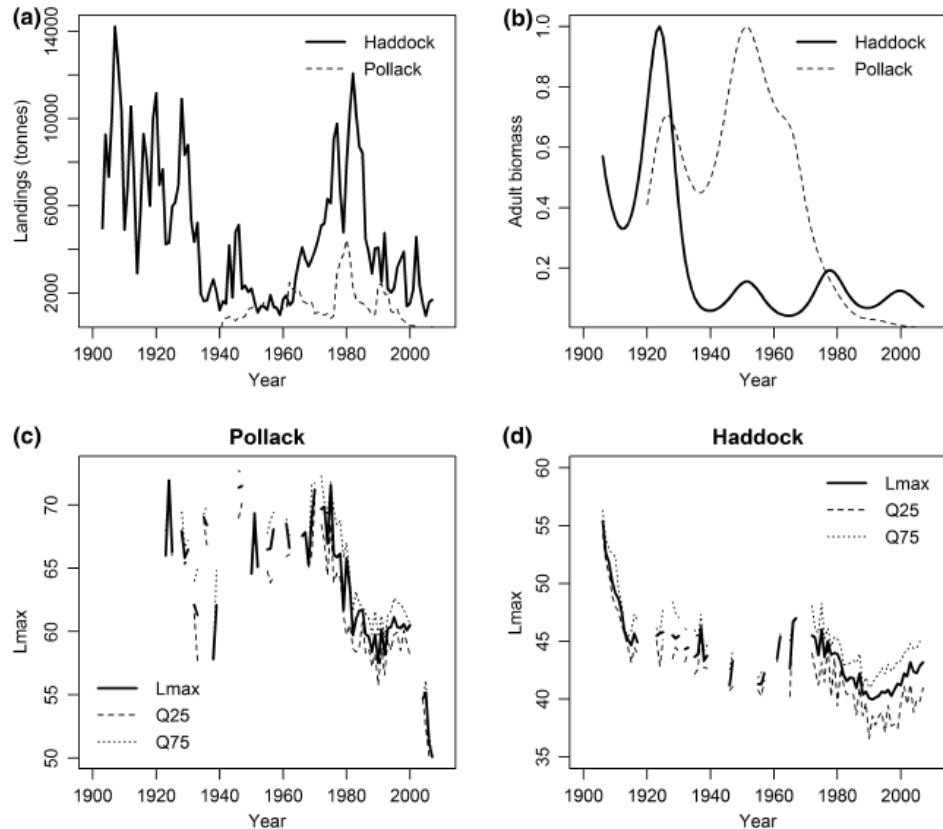 (a)
Landings (tonnes)
14000
10000
6000
2000
Haddock
Pollack
1900 1920 1940 1960 1980 2000
Year
(b)
Adult biomass
1.0
0.8
0.6
0.4
0.2
Haddock
Pollack
1900 1920 1940 1960 1980 2000
Year
(c)
Pollack
Lmax
70
65
60
55
50
Lmax
Q25
Q75
1900 1920 1940 1960 1980 2000
Year
(d)
Haddock
Lmax
60
55
50
45
40
35
Lmax
Q25
Q75
1900 1920 1940 1960 1980 2000
Year